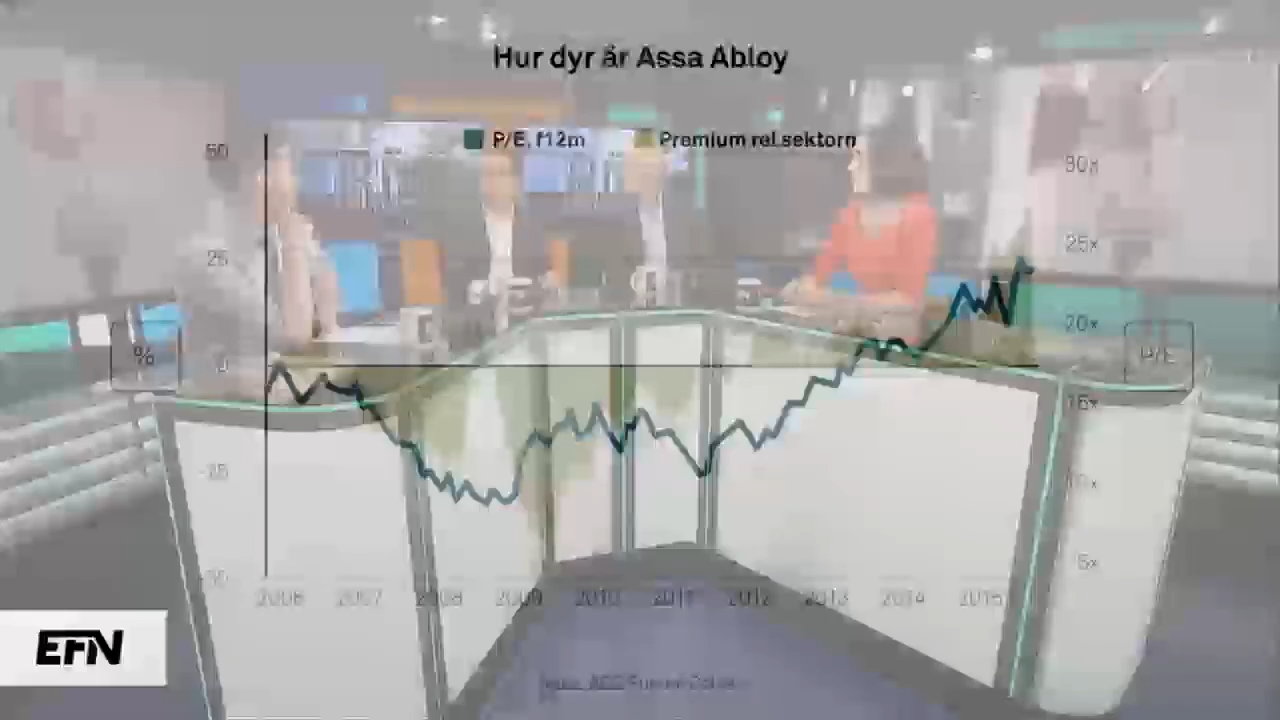 Hur dyr är Assa Abloy
P/E, f12m
Premium rel.sektorn
50
30x
25
25x
20x
%
0
P/E
15x
-25
10x
5x
2006 2007 2008 2009 2010 2011 2012 2013 2014 2015
EFN